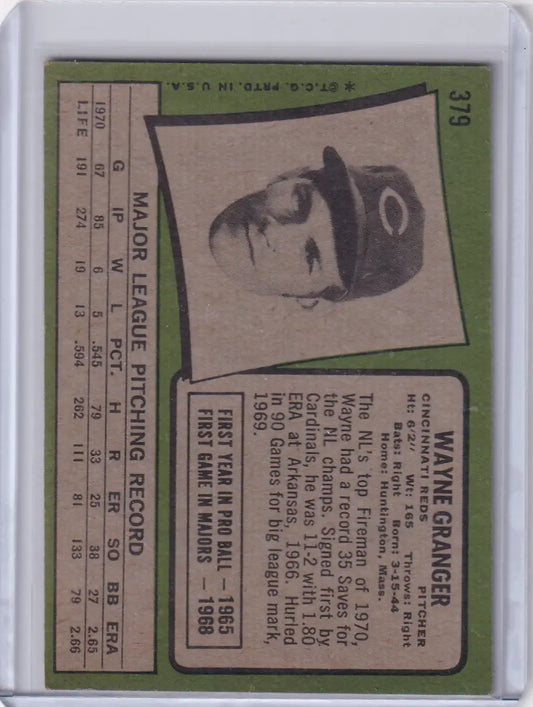 379
WAYNE GRANGER
CINCINNATI REDS PITCHER
Ht: 6'2" Wt: 165 Throws: Right
Bats: Right Born: 3-15-44
Home: Huntington, Mass.
The NL's top Fireman of 1970,
Wayne had a record 35 Saves for
the NL champs. Signed first by
Cardinals, he was 11-2 with 1.80
ERA at Arkansas, 1966. Hurled
in 90 Games for big league mark,
1969.
FIRST YEAR IN PRO BALL — 1965
FIRST GAME IN MAJORS — 1968
C
MAJOR LEAGUE PITCHING RECORD
G IP W L PCT. H R ER SO BB ERA
1970 67 85 6 5 .545 79 33 25 38 27 2.65
LIFE 191 274 19 13 .594 262 111 81 133 79 2.66
* ©T.C.G. PRTD. IN U.S.A.